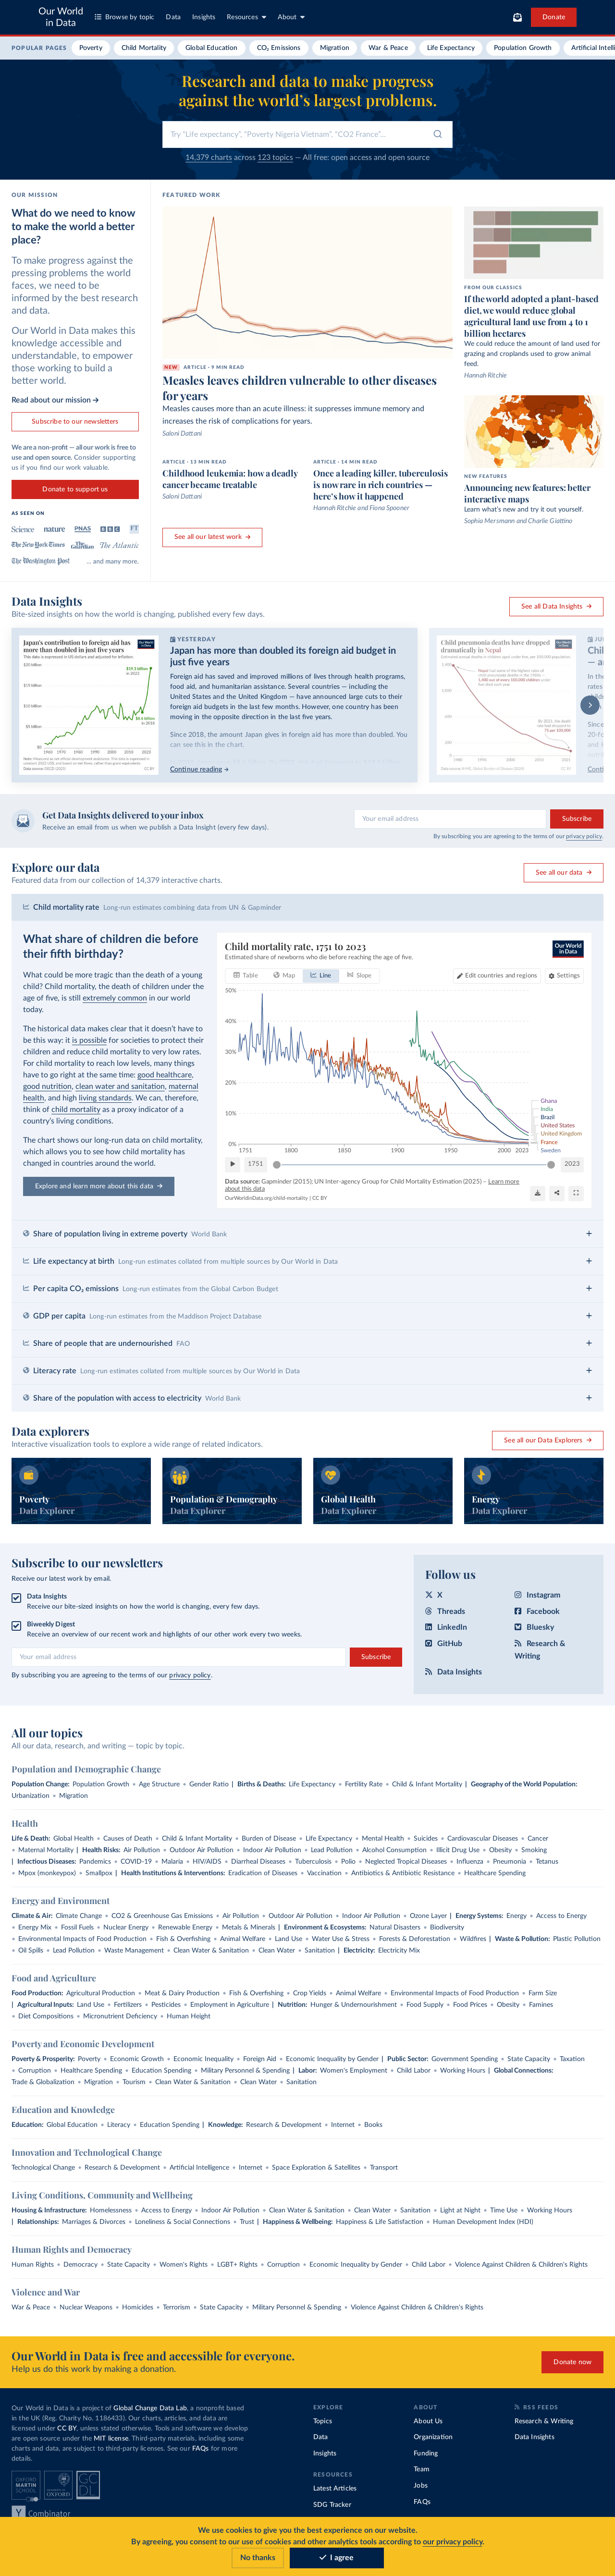 Our World
in Data
Browse by topic
Data
Insights
Resources
About
Donate
POPULAR PAGES
Poverty
Child Mortality
Global Education
CO₂ Emissions
Migration
War & Peace
Life Expectancy
Population Growth
Artificial Intelli
Research and data to make progress
against the world's largest problems.
Try "Life expectancy", "Poverty Nigeria Vietnam", "CO2 France"...
14,379 charts across 123 topics — All free: open access and open source
OUR MISSION
What do we need to know
to make the world a better
place?
To make progress against the
pressing problems the world
faces, we need to be
informed by the best research
and data.
Our World in Data makes this
knowledge accessible and
understandable, to empower
those working to build a
better world.
Read about our mission →
Subscribe to our newsletters
We are a non-profit — all our work is free to
use and open source. Consider supporting
us if you find our work valuable.
Donate to support us
AS SEEN ON
Science
nature
PNAS
BBC
FT
The New York Times
The Guardian
The Atlantic
The Washington Post
... and many more.
FEATURED WORK
NEW ARTICLE - 9 MIN READ
Measles leaves children vulnerable to other diseases
for years
Measles causes more than an acute illness: it suppresses immune memory and
increases the risk of complications for years.
Saloni Dattani
ARTICLE - 13 MIN READ
Childhood leukemia: how a deadly
cancer became treatable
Saloni Dattani
ARTICLE - 14 MIN READ
Once a leading killer, tuberculosis
is now rare in rich countries —
here's how it happened
Hannah Ritchie and Fiona Spooner
See all our latest work →
FROM OUR CLASSICS
If the world adopted a plant-based
diet, we would reduce global
agricultural land use from 4 to 1
billion hectares
We could reduce the amount of land used for
grazing and croplands used to grow animal
feed.
Hannah Ritchie
NEW FEATURES
Announcing new features: better
interactive maps
Learn what's new and try it out yourself.
Sophia Mersmann and Charlie Giattino
Data Insights
Bite-sized insights on how the world is changing, published every few days.
See all Data Insights →
Japan's contribution to foreign aid has
more than doubled in just five years
YESTERDAY
Japan has more than doubled its foreign aid budget in
just five years
Foreign aid has saved and improved millions of lives through health programs,
food aid, and humanitarian assistance. Several countries — including the
United States and the United Kingdom — have announced large cuts to their
foreign aid budgets in the last few months. However, one country has been
moving in the opposite direction in the last five years.
Since 2018, the amount Japan gives in foreign aid has more than doubled. You
can see this in the chart.
Continue reading →
Child pneumonia deaths have dropped
dramatically in Nepal
Get Data Insights delivered to your inbox
Receive an email from us when we publish a Data Insight (every few days).
Your email address
Subscribe
By subscribing you are agreeing to the terms of our privacy policy.
Explore our data
Featured data from our collection of 14,379 interactive charts.
See all our data →
Child mortality rate Long-run estimates combining data from UN & Gapminder
What share of children die before
their fifth birthday?
What could be more tragic than the death of a young
child? Child mortality, the death of children under the
age of five, is still extremely common in our world
today.
The historical data makes clear that it doesn't have to
be this way: it is possible for societies to protect their
children and reduce child mortality to very low rates.
For child mortality to reach low levels, many things
have to go right at the same time: good healthcare,
good nutrition, clean water and sanitation, maternal
health, and high living standards. We can, therefore,
think of child mortality as a proxy indicator of a
country's living conditions.
The chart shows our long-run data on child mortality,
which allows you to see how child mortality has
changed in countries around the world.
Explore and learn more about this data →
Child mortality rate, 1751 to 2023
Estimated share of newborns who die before reaching the age of five.
Our World
in Data
Table
Map
Line
Slope
Edit countries and regions
Settings
50%
40%
30%
20%
10%
0%
1751
1800
1850
1900
1950
2000
2023
Ghana
India
Brazil
United States
United Kingdom
France
Sweden
1751
2023
Data source: Gapminder (2015); UN Inter-agency Group for Child Mortality Estimation (2025) – Learn more
about this data
OurWorldinData.org/child-mortality | CC BY
Share of population living in extreme poverty World Bank
Life expectancy at birth Long-run estimates collated from multiple sources by Our World in Data
Per capita CO₂ emissions Long-run estimates from the Global Carbon Budget
GDP per capita Long-run estimates from the Maddison Project Database
Share of people that are undernourished FAO
Literacy rate Long-run estimates collated from multiple sources by Our World in Data
Share of the population with access to electricity World Bank
Data explorers
Interactive visualization tools to explore a wide range of related indicators.
See all our Data Explorers →
Poverty
Data Explorer
Population & Demography
Data Explorer
Global Health
Data Explorer
Energy
Data Explorer
Subscribe to our newsletters
Receive our latest work by email.
Data Insights
Receive our bite-sized insights on how the world is changing, every few days.
Biweekly Digest
Receive an overview of our recent work and highlights of our other work every two weeks.
Your email address
Subscribe
By subscribing you are agreeing to the terms of our privacy policy.
Follow us
X
Instagram
Threads
Facebook
LinkedIn
Bluesky
GitHub
Research &
Writing
Data Insights
All our topics
All our data, research, and writing — topic by topic.
Population and Demographic Change
Population Change: Population Growth • Age Structure • Gender Ratio | Births & Deaths: Life Expectancy • Fertility Rate • Child & Infant Mortality | Geography of the World Population:
Urbanization • Migration
Health
Life & Death: Global Health • Causes of Death • Child & Infant Mortality • Burden of Disease • Life Expectancy • Mental Health • Suicides • Cardiovascular Diseases • Cancer
• Maternal Mortality | Health Risks: Air Pollution • Outdoor Air Pollution • Indoor Air Pollution • Lead Pollution • Alcohol Consumption • Illicit Drug Use • Obesity • Smoking
| Infectious Diseases: Pandemics • COVID-19 • Malaria • HIV/AIDS • Diarrheal Diseases • Tuberculosis • Polio • Neglected Tropical Diseases • Influenza • Pneumonia • Tetanus
• Mpox (monkeypox) • Smallpox | Health Institutions & Interventions: Eradication of Diseases • Vaccination • Antibiotics & Antibiotic Resistance • Healthcare Spending
Energy and Environment
Climate & Air: Climate Change • CO2 & Greenhouse Gas Emissions • Air Pollution • Outdoor Air Pollution • Indoor Air Pollution • Ozone Layer | Energy Systems: Energy • Access to Energy
• Energy Mix • Fossil Fuels • Nuclear Energy • Renewable Energy • Metals & Minerals | Environment & Ecosystems: Natural Disasters • Biodiversity
• Environmental Impacts of Food Production • Fish & Overfishing • Animal Welfare • Land Use • Water Use & Stress • Forests & Deforestation • Wildfires | Waste & Pollution: Plastic Pollution
• Oil Spills • Lead Pollution • Waste Management • Clean Water & Sanitation • Clean Water • Sanitation | Electricity: Electricity Mix
Food and Agriculture
Food Production: Agricultural Production • Meat & Dairy Production • Fish & Overfishing • Crop Yields • Animal Welfare • Environmental Impacts of Food Production • Farm Size
| Agricultural Inputs: Land Use • Fertilizers • Pesticides • Employment in Agriculture | Nutrition: Hunger & Undernourishment • Food Supply • Food Prices • Obesity • Famines
• Diet Compositions • Micronutrient Deficiency • Human Height
Poverty and Economic Development
Poverty & Prosperity: Poverty • Economic Growth • Economic Inequality • Foreign Aid • Economic Inequality by Gender | Public Sector: Government Spending • State Capacity • Taxation
• Corruption • Healthcare Spending • Education Spending • Military Personnel & Spending | Labor: Women's Employment • Child Labor • Working Hours | Global Connections:
Trade & Globalization • Migration • Tourism • Clean Water & Sanitation • Clean Water • Sanitation
Education and Knowledge
Education: Global Education • Literacy • Education Spending | Knowledge: Research & Development • Internet • Books
Innovation and Technological Change
Technological Change • Research & Development • Artificial Intelligence • Internet • Space Exploration & Satellites • Transport
Living Conditions, Community and Wellbeing
Housing & Infrastructure: Homelessness • Access to Energy • Indoor Air Pollution • Clean Water & Sanitation • Clean Water • Sanitation • Light at Night • Time Use • Working Hours
| Relationships: Marriages & Divorces • Loneliness & Social Connections • Trust | Happiness & Wellbeing: Happiness & Life Satisfaction • Human Development Index (HDI)
Human Rights and Democracy
Human Rights • Democracy • State Capacity • Women's Rights • LGBT+ Rights • Corruption • Economic Inequality by Gender • Child Labor • Violence Against Children & Children's Rights
Violence and War
War & Peace • Nuclear Weapons • Homicides • Terrorism • State Capacity • Military Personnel & Spending • Violence Against Children & Children's Rights
Our World in Data is free and accessible for everyone.
Help us do this work by making a donation.
Donate now
Our World in Data is a project of Global Change Data Lab, a nonprofit based
in the UK (Reg. Charity No. 1186433). Our charts, articles, and data are
licensed under CC BY, unless stated otherwise. Tools and software we develop
are open source under the MIT license. Third-party materials, including some
charts and data, are subject to third-party licenses. See our FAQs for more
details.
OXFORD
MARTIN
SCHOOL
UNIVERSITY OF
OXFORD
GC
DL
Y Combinator
EXPLORE
Topics
Data
Insights
RESOURCES
Latest Articles
SDG Tracker
ABOUT
About Us
Organization
Funding
Team
Jobs
FAQs
RSS FEEDS
Research & Writing
Data Insights
We use cookies to give you the best experience on our website.
By agreeing, you consent to our use of cookies and other analytics tools according to our privacy policy.
No thanks
I agree